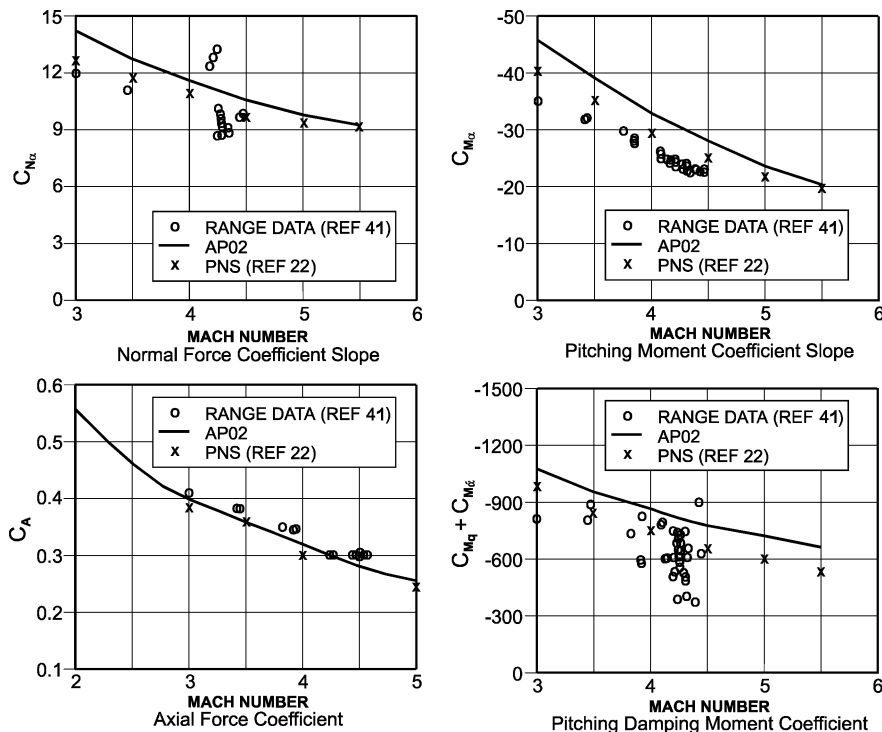 15
12
9
6
3
0
C_Nα
O RANGE DATA (REF 41)
AP02
X PNS (REF 22)
3 4 5 6
MACH NUMBER
Normal Force Coefficient Slope
-50
-40
-30
-20
-10
0
C_Mα
O RANGE DATA (REF 41)
AP02
X PNS (REF 22)
3 4 5 6
MACH NUMBER
Pitching Moment Coefficient Slope
0.6
0.5
0.4
0.3
0.2
0.1
C_A
O RANGE DATA (REF 41)
AP02
X PNS (REF 22)
2 3 4 5
MACH NUMBER
Axial Force Coefficient
-1500
-1200
-900
-600
-300
0
C_Mq + C_Mα̇
O RANGE DATA (REF 41)
AP02
X PNS (REF 22)
3 4 5 6
MACH NUMBER
Pitching Damping Moment Coefficient